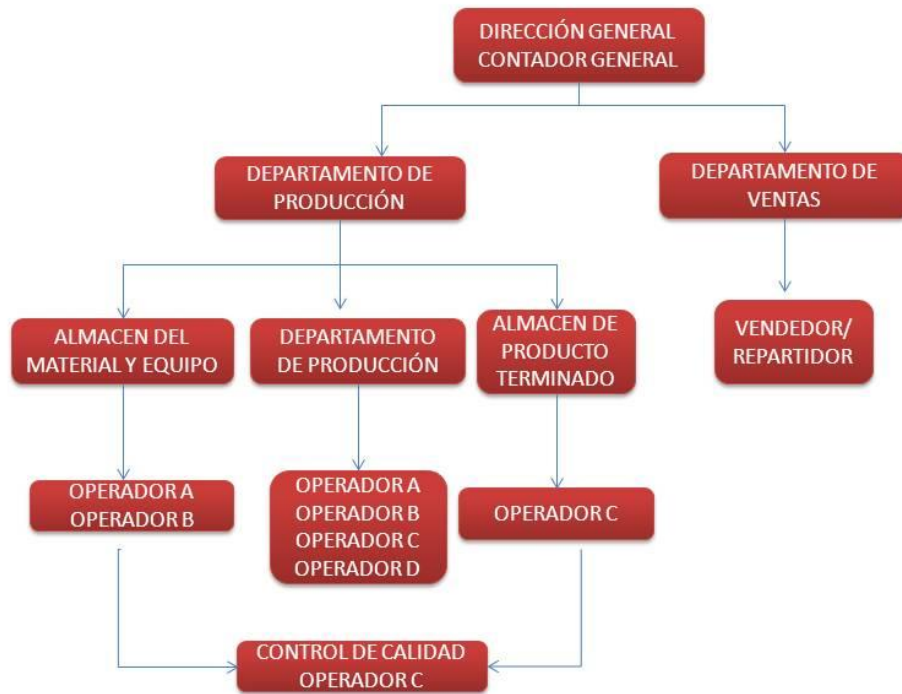 DIRECCIÓN GENERAL
CONTADOR GENERAL
DEPARTAMENTO DE
PRODUCCIÓN
DEPARTAMENTO DE
VENTAS
ALMACEN DEL
MATERIAL Y EQUIPO
DEPARTAMENTO
DE PRODUCCIÓN
ALMACEN DE
PRODUCTO
TERMINADO
VENDEDOR/
REPARTIDOR
OPERADOR A
OPERADOR B
OPERADOR A
OPERADOR B
OPERADOR C
OPERADOR D
OPERADOR C
CONTROL DE CALIDAD
OPERADOR C